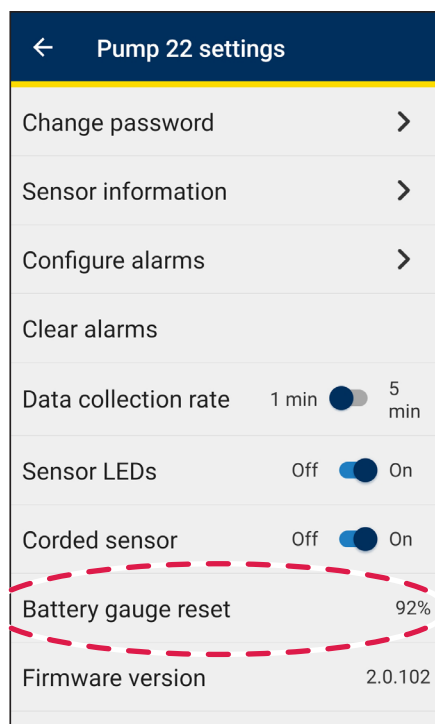 Pump 22 settings
Change password
Sensor information
Configure alarms
Clear alarms
Data collection rate 1 min 5 min
Sensor LEDs Off On
Corded sensor Off On
Battery gauge reset 92%
Firmware version 2.0.102